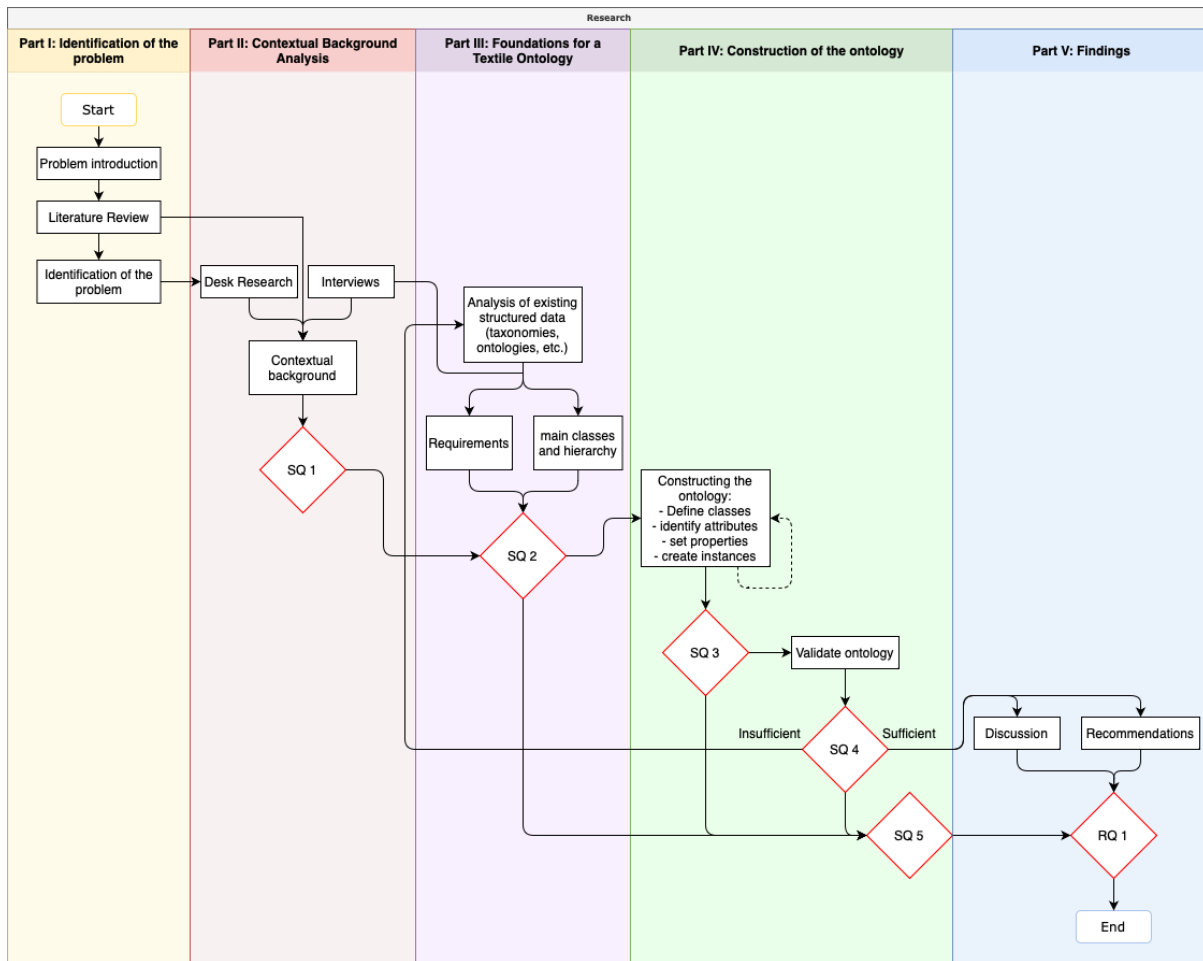 Research
Part I: Identification of the
problem
Part II: Contextual Background
Analysis
Part III: Foundations for a
Textile Ontology
Part IV: Construction of the ontology
Part V: Findings
Start
Problem introduction
Literature Review
Identification of the
problem
Desk Research
Interviews
Contextual
background
SQ 1
Analysis of existing
structured data
(taxonomies,
ontologies, etc.)
Requirements
main classes
and hierarchy
SQ 2
Constructing the
ontology:
- Define classes
- identify attributes
- set properties
- create instances
SQ 3
Validate ontology
Insufficient
SQ 4
Sufficient
SQ 5
Discussion
Recommendations
RQ 1
End